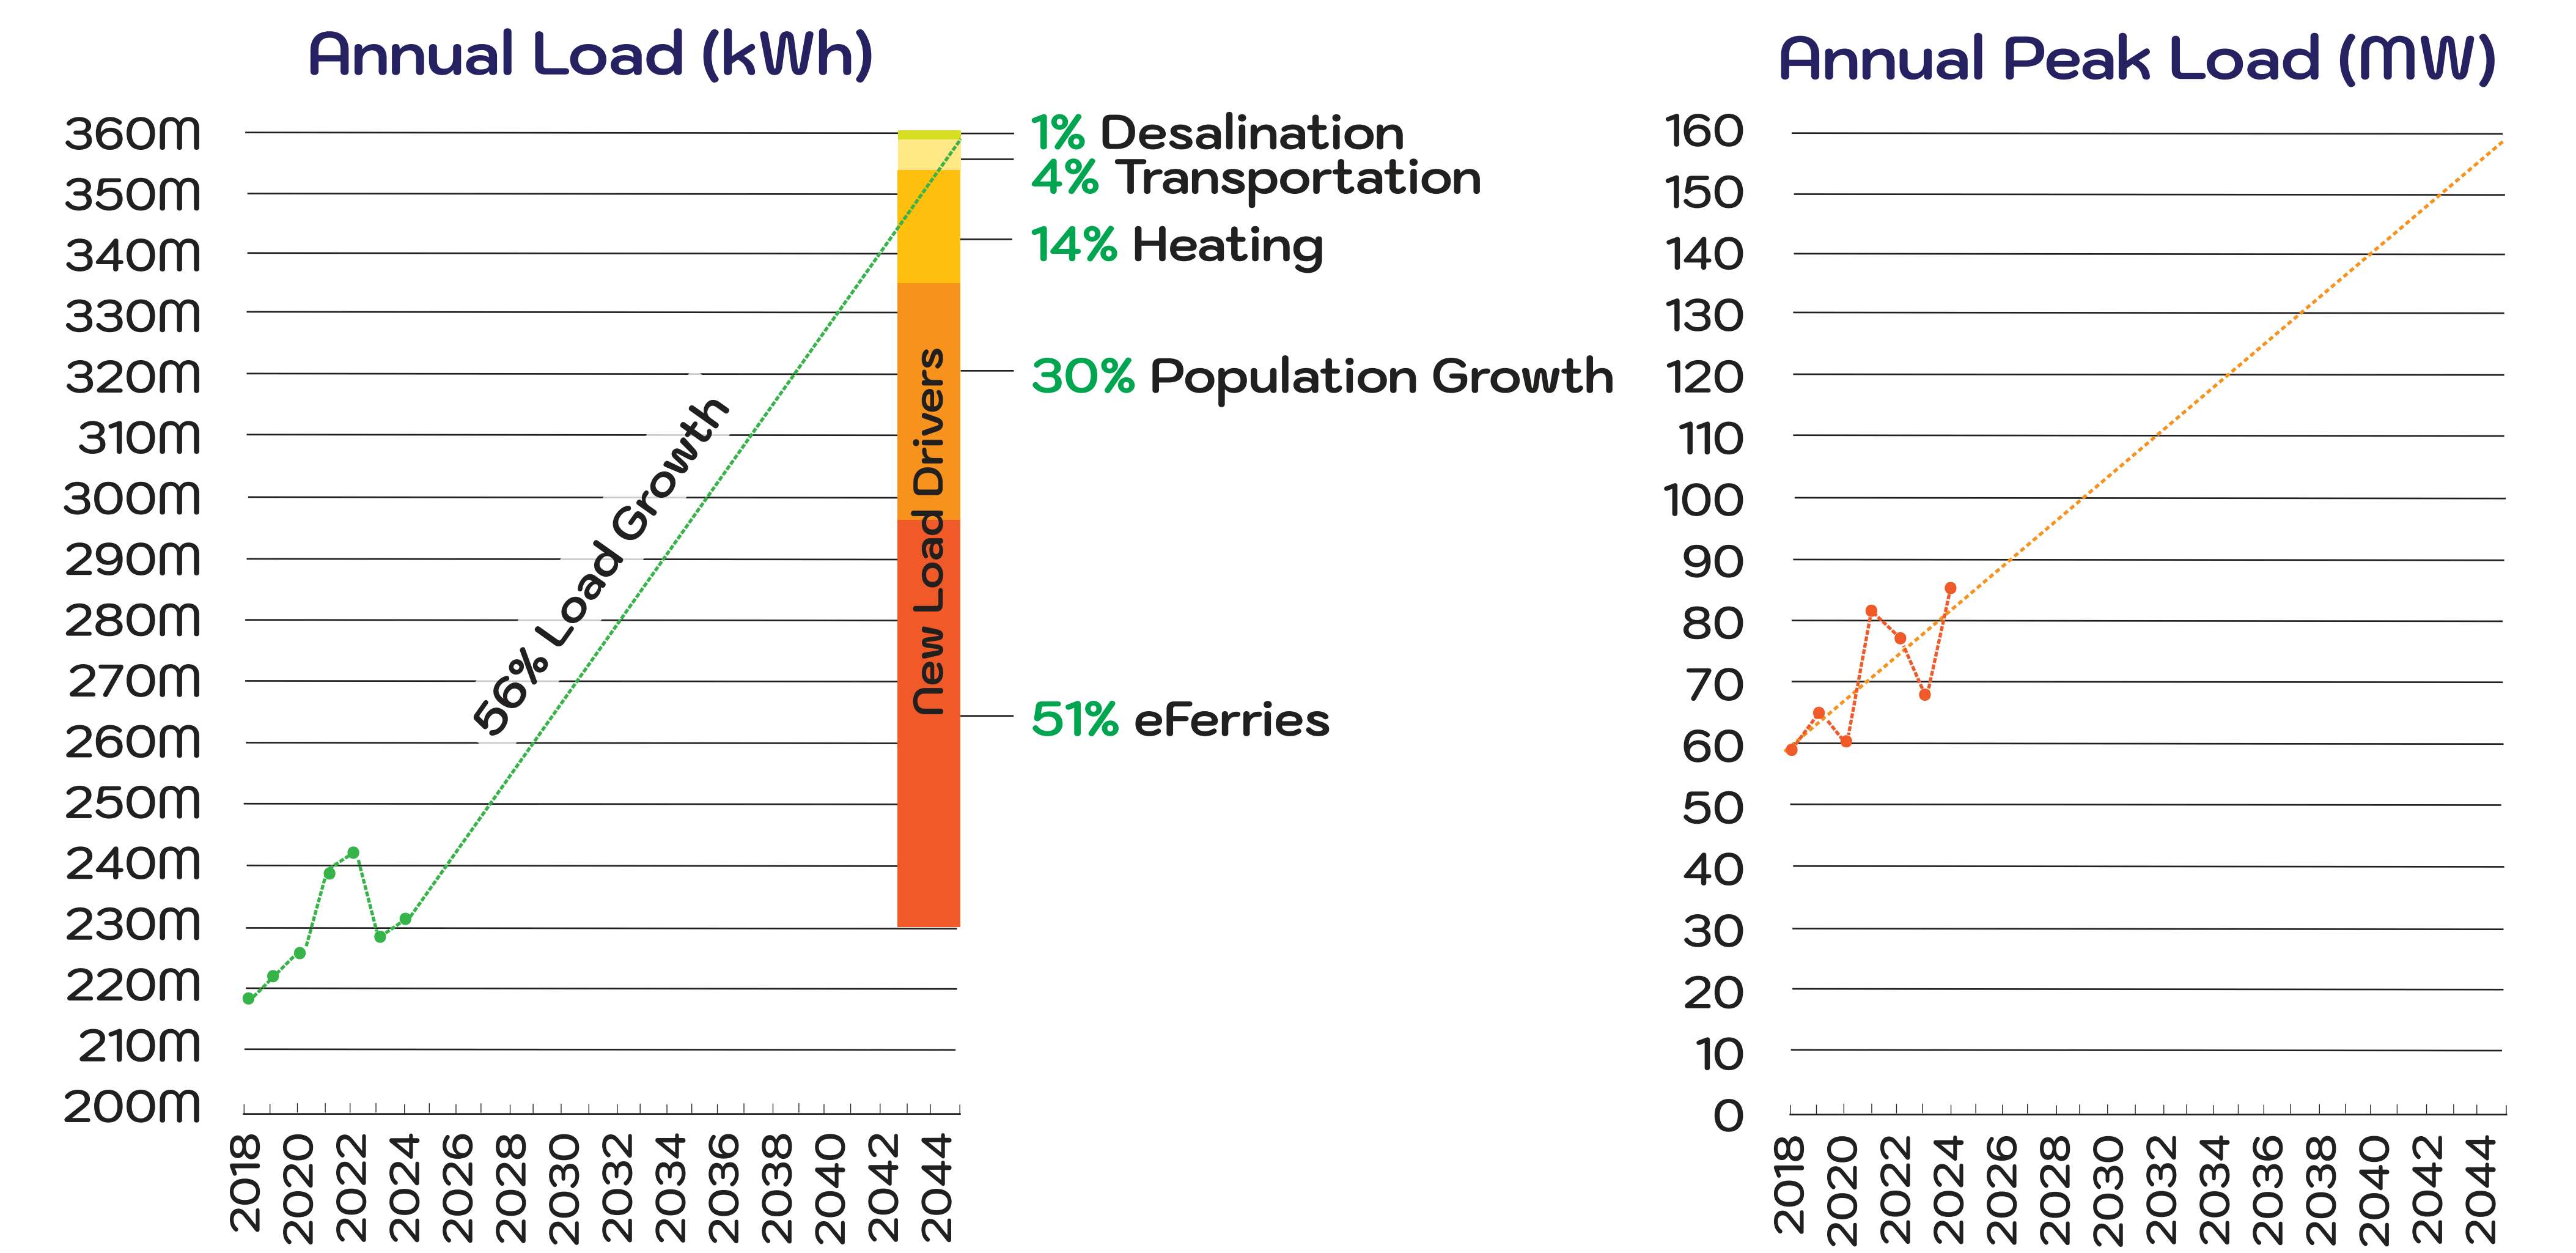 Annual Load (kWh)
360M
350M
340M
330M
320M
310M
300M
290M
280M
270M
260M
250M
240M
230M
220M
210M
200M
2018
2020
2022
2024
2026
2028
2030
2032
2034
2036
2038
2040
2042
2044
56% Load Growth
New Load Drivers
1% Desalination
4% Transportation
14% Heating
30% Population Growth
51% eFerries
Annual Peak Load (MW)
160
150
140
130
120
110
100
90
80
70
60
50
40
30
20
10
0
2018
2020
2022
2024
2026
2028
2030
2032
2034
2036
2038
2040
2042
2044